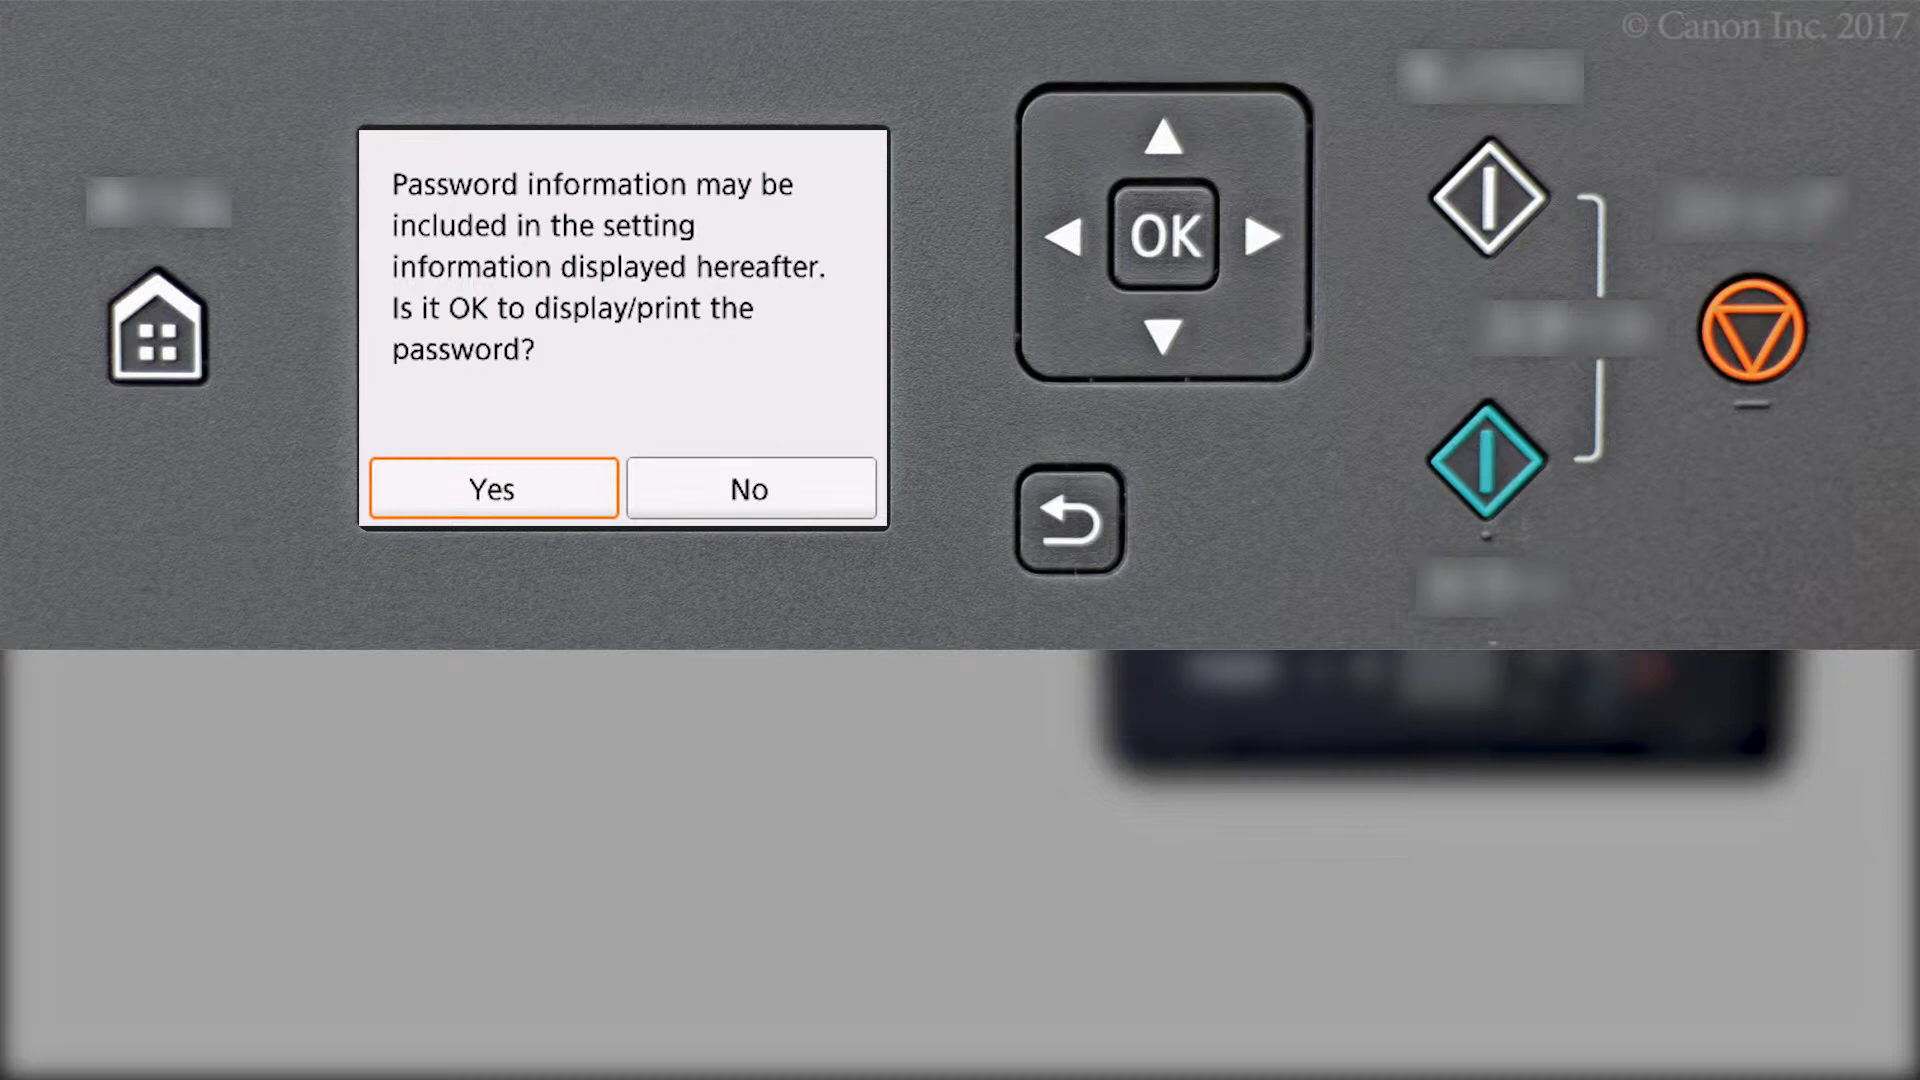 © Canon Inc. 2017
Password information may be
included in the setting
information displayed hereafter.
Is it OK to display/print the
password?
Yes
No
OK